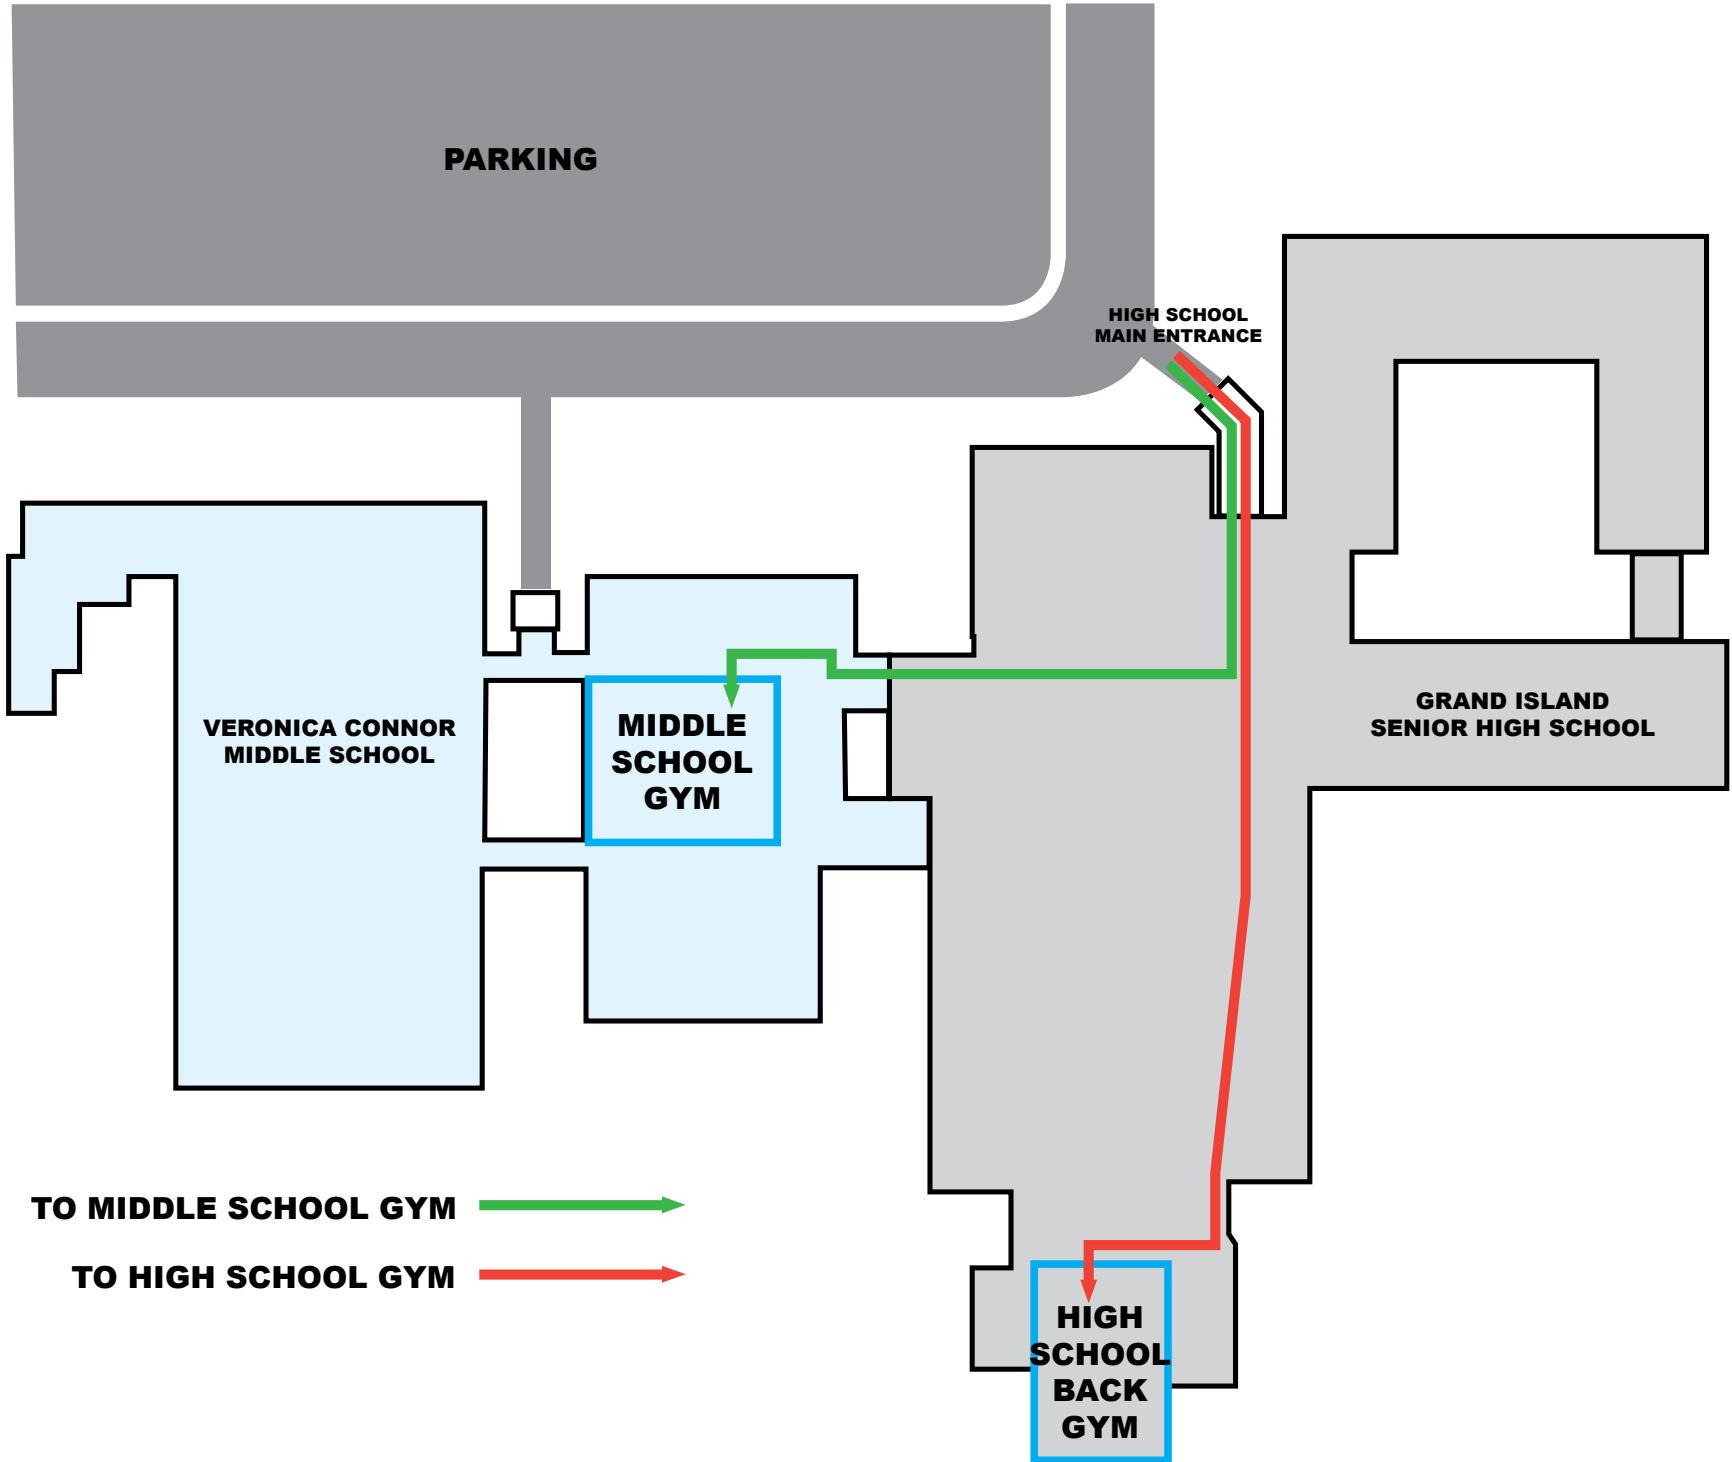 PARKING
HIGH SCHOOL
MAIN ENTRANCE
GRAND ISLAND
SENIOR HIGH SCHOOL
VERONICA CONNOR
MIDDLE SCHOOL
MIDDLE
SCHOOL
GYM
TO MIDDLE SCHOOL GYM
TO HIGH SCHOOL GYM
HIGH
SCHOOL
BACK
GYM